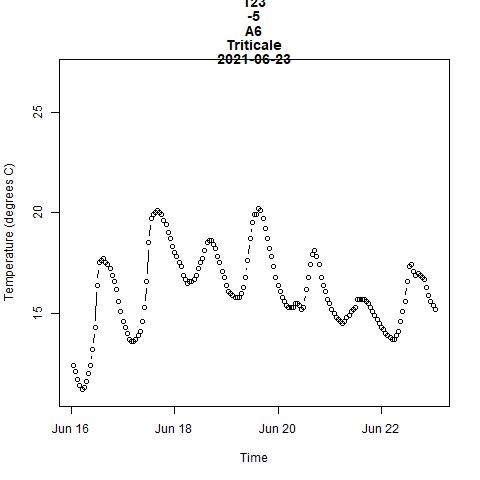 123
-5
A6
Triticale
2021-06-23
Temperature (degrees C)
25
20
15
Jun 16
Jun 18
Jun 20
Jun 22
Time